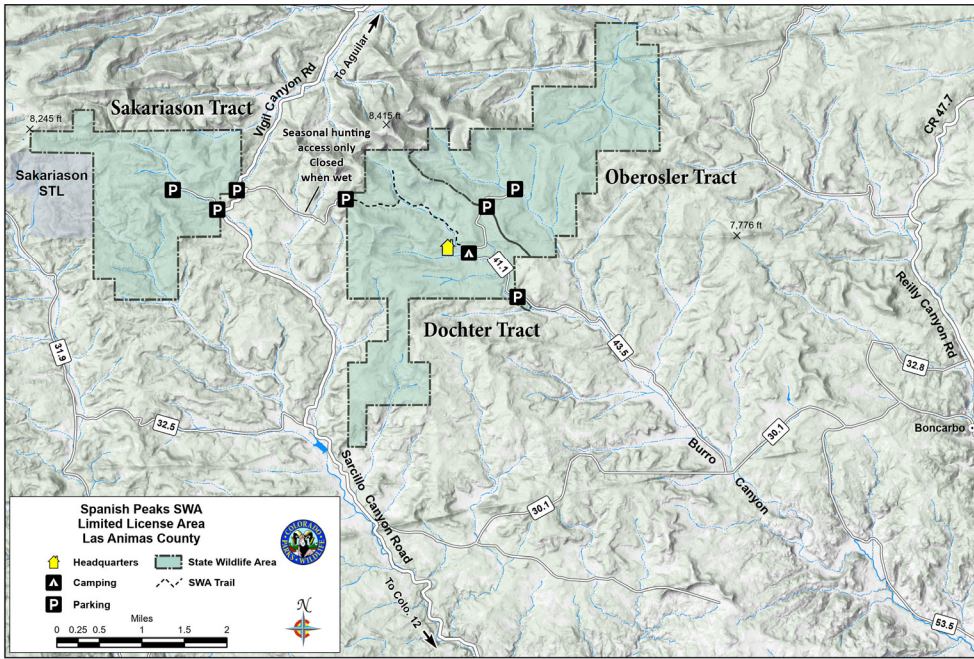 To Aguilar
Vigil Canyon Rd
Sakariason Tract
8,245 ft
8,415 ft
Seasonal hunting
access only
Closed
when wet
CR 47.7
Sakariason
STL
P
P
P
P
P
P
Oberosler Tract
7,776 ft
41.1
P
Dochter Tract
Reilly Canyon Rd
31.9
43.5
32.8
32.5
30.1
Boncarbo
Burro
Canyon
Sarcillo Canyon Road
30.1
53.5
To Colo. 12
Spanish Peaks SWA
Limited License Area
Las Animas County
Headquarters
State Wildlife Area
Camping
SWA Trail
P Parking
COLORADO
PARKS
WILDLIFE
N
Miles
0 0.25 0.5 1 1.5 2